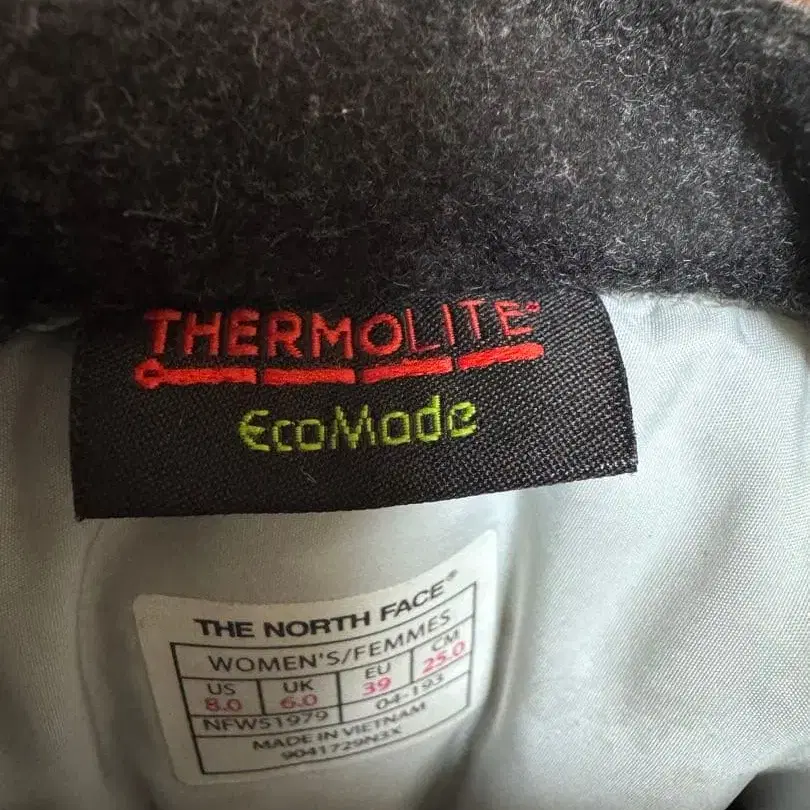 THERMOLITE®
EcoMade
THE NORTH FACE®
WOMEN'S/FEMMES
US UK EU CM
8.0 6.0 39 25.0
NFWS1979 04-193
MADE IN VIETNAM
9041729N3X